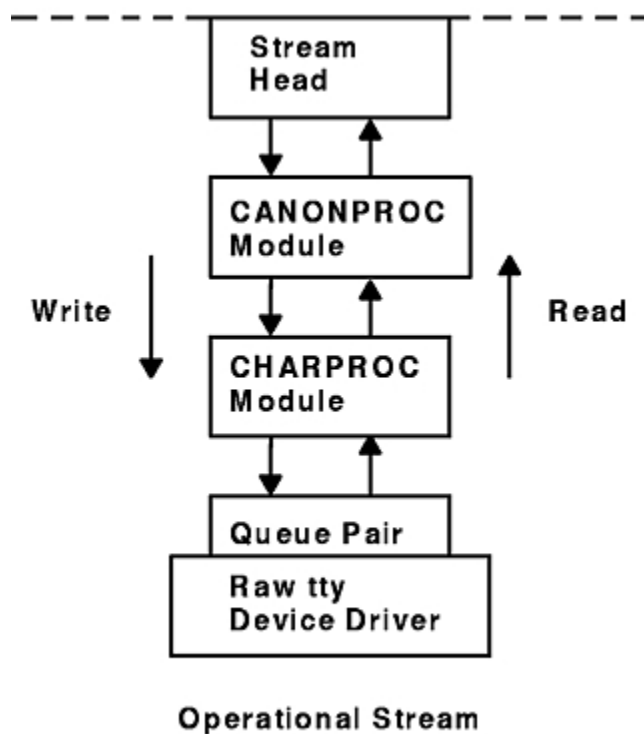 Stream
Head
CANONPROC
Module
Write
Read
CHARPROC
Module
Queue Pair
Raw tty
Device Driver
Operational Stream